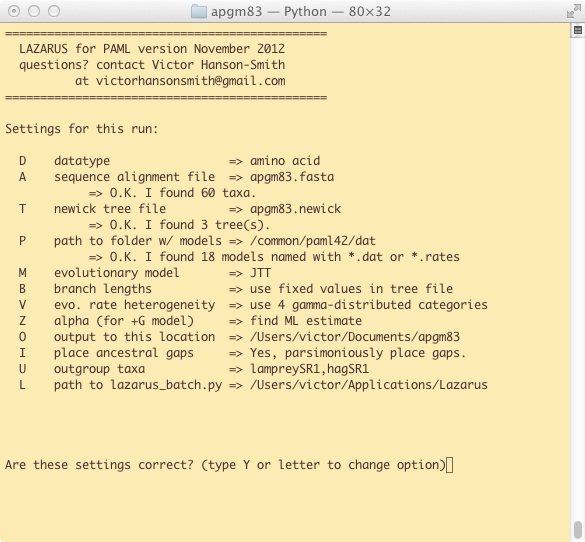 apgm83 — Python — 80×32
==============================================
LAZARUS for PAML version November 2012
questions? contact Victor Hanson-Smith
at victorhansonsmith@gmail.com
==============================================
Settings for this run:
D datatype => amino acid
A sequence alignment file => apgm83.fasta
=> O.K. I found 60 taxa.
T newick tree file => apgm83.newick
=> O.K. I found 3 tree(s).
P path to folder w/ models => /common/paml42/dat
=> O.K. I found 18 models named with *.dat or *.rates
M evolutionary model => JTT
B branch lengths => use fixed values in tree file
V evo. rate heterogeneity => use 4 gamma-distributed categories
Z alpha (for +G model) => find ML estimate
O output to this location => /Users/victor/Documents/apgm83
I place ancestral gaps => Yes, parsimoniously place gaps.
U outgroup taxa => lampreySR1,hagSR1
L path to lazarus_batch.py => /Users/victor/Applications/Lazarus
Are these settings correct? (type Y or letter to change option)